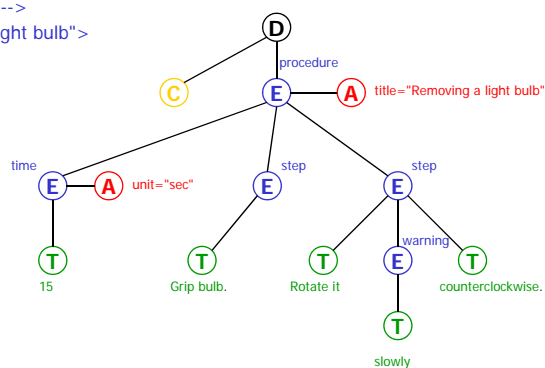 -->
ght bulb">
D
procedure
C
E
A
title="Removing a light bulb"
time
step
step
E
A
unit="sec"
E
E
warning
T
T
T
E
T
15
Grip bulb.
Rotate it
counterclockwise.
T
slowly